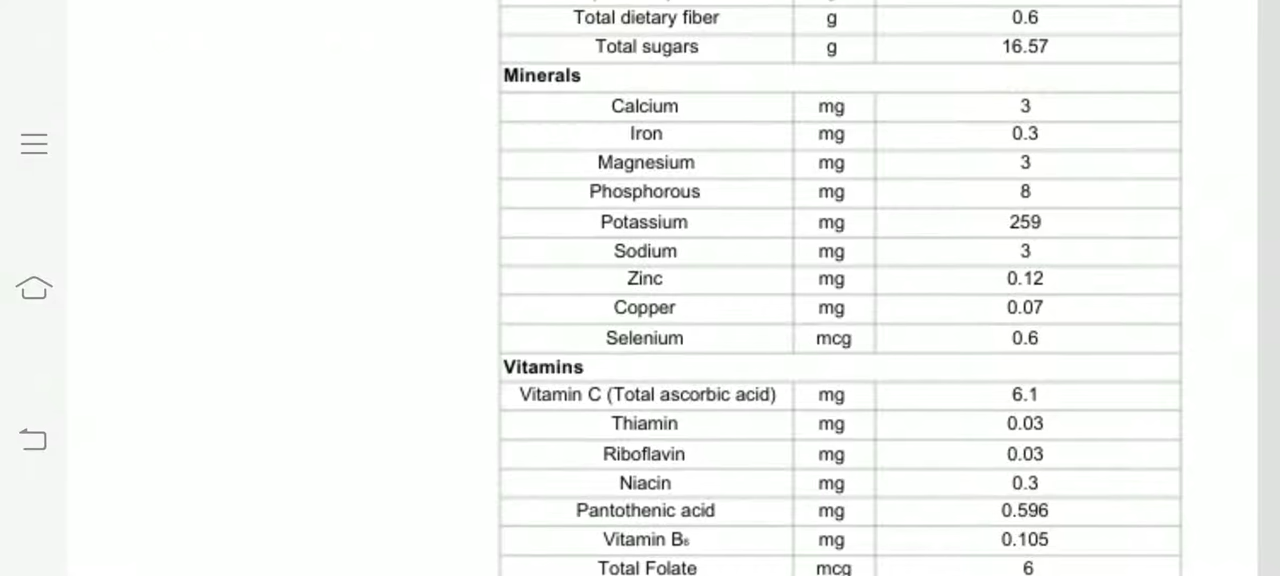 Total dietary fiber g 0.6
Total sugars g 16.57
Minerals
Calcium mg 3
Iron mg 0.3
Magnesium mg 3
Phosphorous mg 8
Potassium mg 259
Sodium mg 3
Zinc mg 0.12
Copper mg 0.07
Selenium mcg 0.6
Vitamins
Vitamin C (Total ascorbic acid) mg 6.1
Thiamin mg 0.03
Riboflavin mg 0.03
Niacin mg 0.3
Pantothenic acid mg 0.596
Vitamin B₆ mg 0.105
Total Folate mcg 6